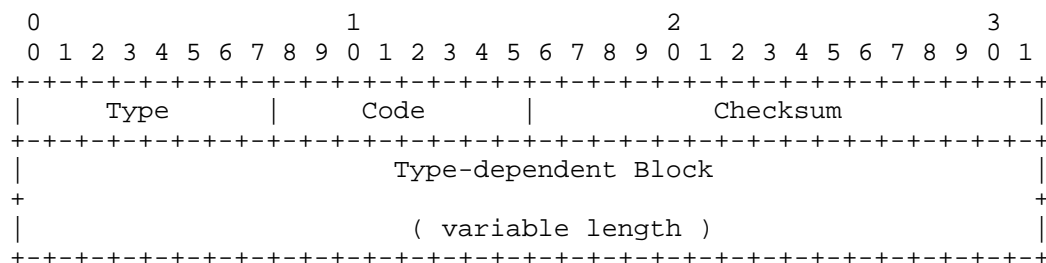 0                   1                   2                   3
 0 1 2 3 4 5 6 7 8 9 0 1 2 3 4 5 6 7 8 9 0 1 2 3 4 5 6 7 8 9 0 1
+-+-+-+-+-+-+-+-+-+-+-+-+-+-+-+-+-+-+-+-+-+-+-+-+-+-+-+-+-+-+-+-+
|     Type      |     Code      |           Checksum            |
+-+-+-+-+-+-+-+-+-+-+-+-+-+-+-+-+-+-+-+-+-+-+-+-+-+-+-+-+-+-+-+-+
|                       Type-dependent Block                    |
+                                                               +
|                        ( variable length )                    |
+-+-+-+-+-+-+-+-+-+-+-+-+-+-+-+-+-+-+-+-+-+-+-+-+-+-+-+-+-+-+-+-+